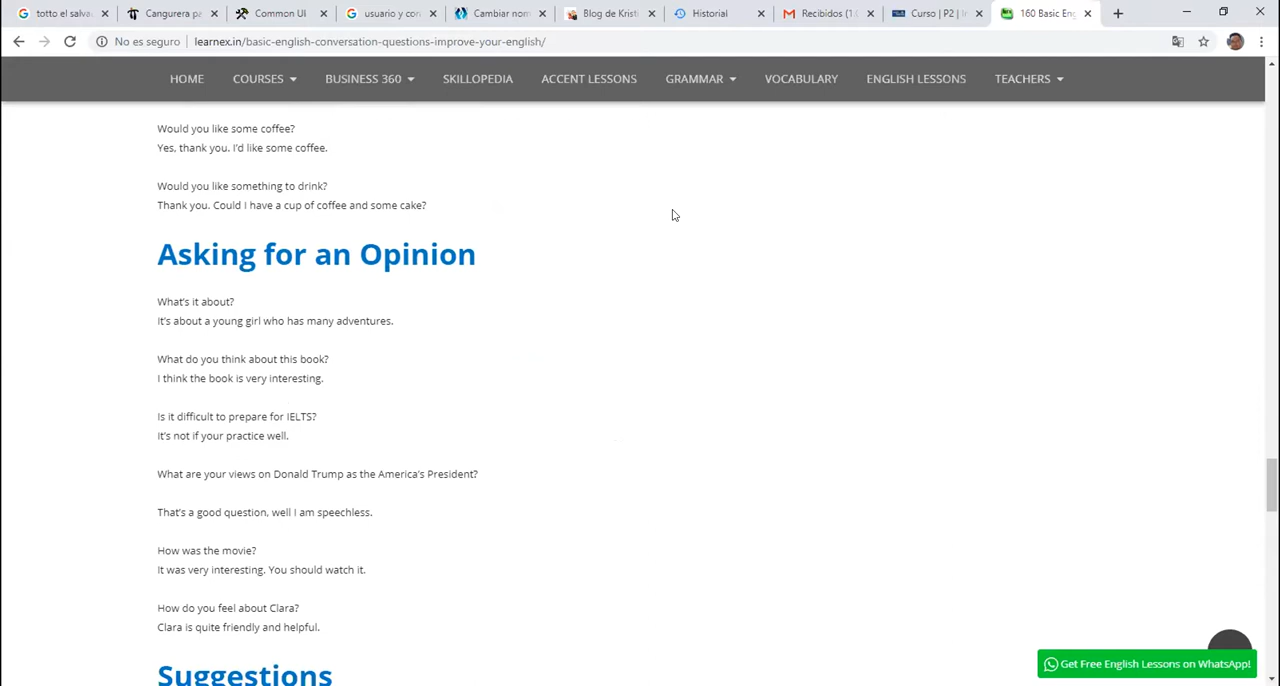 totto el salva
Cangurera pa
Common UI
usuario y con
Cambiar nom
Blog de Krist
Historial
Recibidos (1.
Curso | P2 | I
160 Basic Eng
No es seguro | learnex.in/basic-english-conversation-questions-improve-your-english/
HOME COURSES BUSINESS 360 SKILLOPEDIA ACCENT LESSONS GRAMMAR VOCABULARY ENGLISH LESSONS TEACHERS
Would you like some coffee?
Yes, thank you. I'd like some coffee.
Would you like something to drink?
Thank you. Could I have a cup of coffee and some cake?
Asking for an Opinion
What's it about?
It's about a young girl who has many adventures.
What do you think about this book?
I think the book is very interesting.
Is it difficult to prepare for IELTS?
It's not if your practice well.
What are your views on Donald Trump as the America's President?
That's a good question, well I am speechless.
How was the movie?
It was very interesting. You should watch it.
How do you feel about Clara?
Clara is quite friendly and helpful.
Suggestions
Get Free English Lessons on WhatsApp!